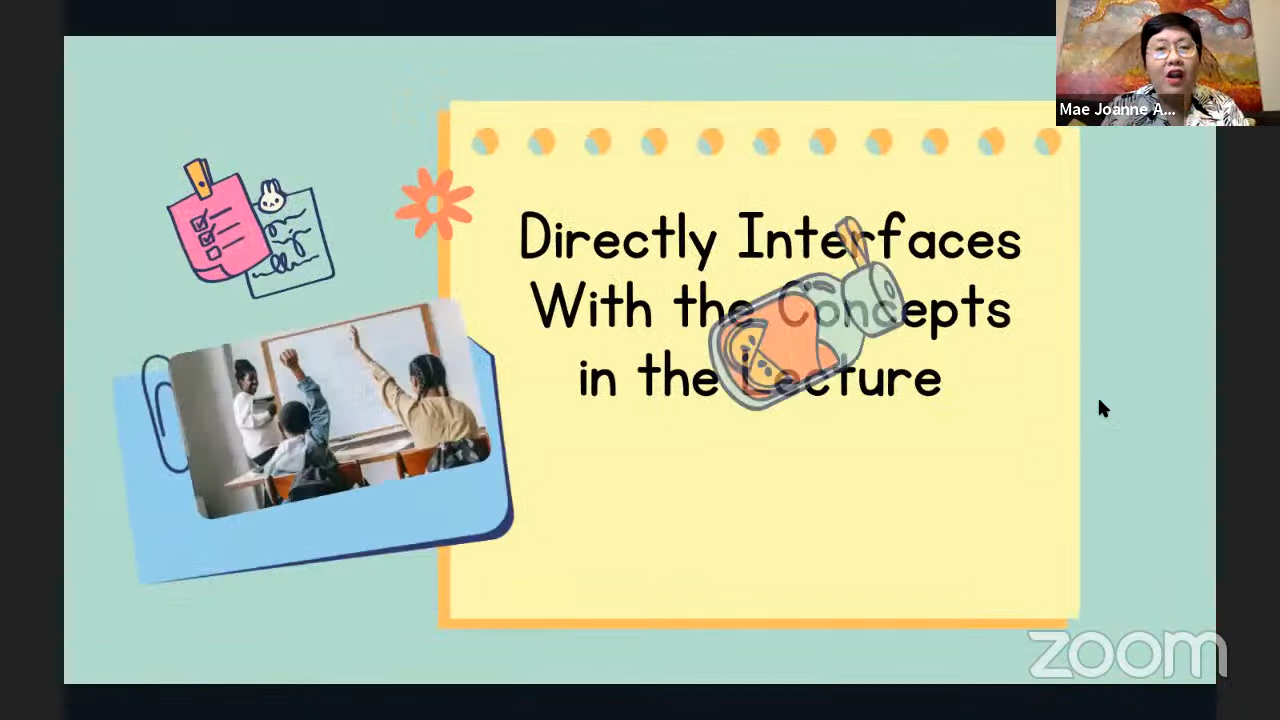 Mae Joanne A...
Directly Interfaces
With the Concepts
in the Lecture
zoom